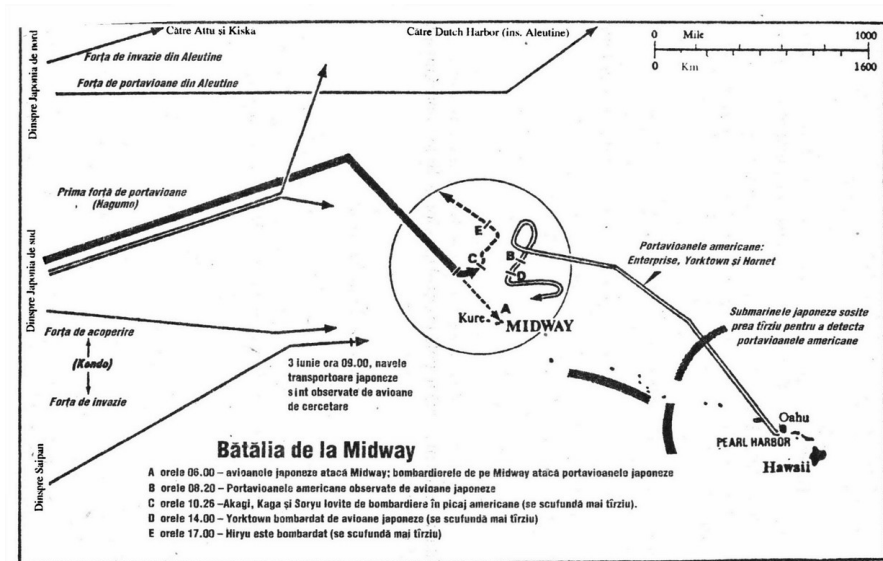 Către Attu și Kiska
Către Dutch Harbor (ins. Aleutine)
0 Mile 1000
0 Km 1600
Dinspre Japonia de nord
Forța de invazie din Aleutine
Forța de portavioane din Aleutine
Prima forță de portavioane
(Nagumo)
Dinspre Japonia de sud
E
C
B
D
A
Kure
MIDWAY
Portavioanele americane:
Enterprise, Yorktown și Hornet
Submarinele japoneze sosite
prea tîrziu pentru a detecta
portavioanele americane
Forța de acoperire
(Kondo)
Forța de invazie
3 iunie ora 09.00, navele
transportoare japoneze
sînt observate de avioane
de cercetare
Oahu
PEARL HARBOR
Hawaii
Dinspre Saipan
Bătălia de la Midway
A orele 06.00 – avioanele japoneze atacă Midway; bombardierele de pe Midway atacă portavioanele japoneze
B orele 08.20 – Portavioanele americane observate de avioane japoneze
C orele 10.26 –Akagi, Kaga și Soryu lovite de bombardiere în picaj americane (se scufundă mai tîrziu).
D orele 14.00 – Yorktown bombardat de avioane japoneze (se scufundă mai tîrziu)
E orele 17.00 – Hiryu este bombardat (se scufundă mai tîrziu)